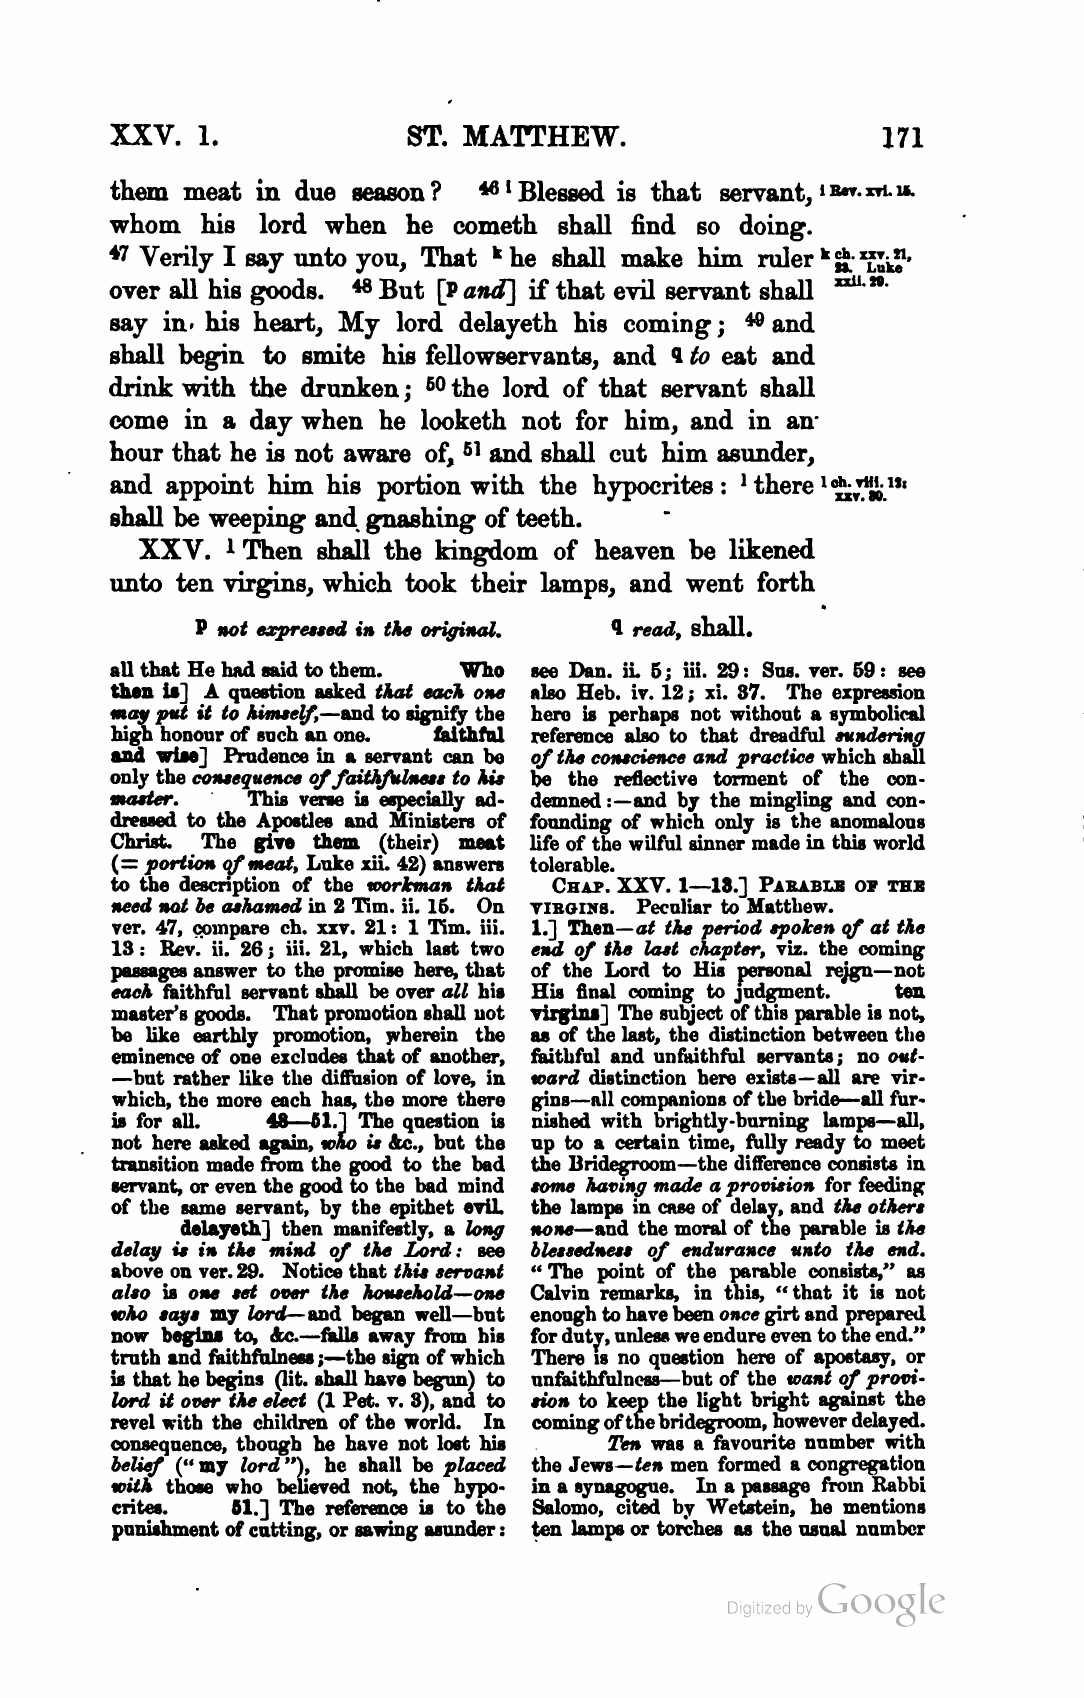 XXV. 1. ST. MATTHEW. 171
them meat in due season? 46 i Blessed is that servant, i Rev. xvi. 15.
whom his lord when he cometh shall find so doing.
47 Verily I say unto you, That k he shall make him ruler k ch. xxv. 21,
23. Luke
over all his goods. 48 But [p and] if that evil servant shall xxii. 29.
say in his heart, My lord delayeth his coming; 49 and
shall begin to smite his fellowservants, and q to eat and
drink with the drunken; 50 the lord of that servant shall
come in a day when he looketh not for him, and in an
hour that he is not aware of, 51 and shall cut him asunder,
and appoint him his portion with the hypocrites: l there l ch. viii. 12:
xxv. 30.
shall be weeping and gnashing of teeth.
XXV. 1 Then shall the kingdom of heaven be likened
unto ten virgins, which took their lamps, and went forth
p not expressed in the original. q read, shall.
all that He had said to them. Who
then is] A question asked that each one
may put it to himself,—and to signify the
high honour of such an one. faithful
and wise] Prudence in a servant can be
only the consequence of faithfulness to his
master. This verse is especially ad-
dressed to the Apostles and Ministers of
Christ. The give them (their) meat
(= portion of meat, Luke xii. 42) answers
to the description of the workman that
need not be ashamed in 2 Tim. ii. 15. On
ver. 47, compare ch. xxv. 21: 1 Tim. iii.
13: Rev. ii. 26; iii. 21, which last two
passages answer to the promise here, that
each faithful servant shall be over all his
master's goods. That promotion shall not
be like earthly promotion, wherein the
eminence of one excludes that of another,
—but rather like the diffusion of love, in
which, the more each has, the more there
is for all. 48—51.] The question is
not here asked again, who is &c., but the
transition made from the good to the bad
servant, or even the good to the bad mind
of the same servant, by the epithet evil.
delayeth] then manifestly, a long
delay is in the mind of the Lord: see
above on ver. 29. Notice that this servant
also is one set over the household—one
who says my lord—and began well—but
now begins to, &c.—falls away from his
truth and faithfulness;—the sign of which
is that he begins (lit. shall have begun) to
lord it over the elect (1 Pet. v. 3), and to
revel with the children of the world. In
consequence, though he have not lost his
belief ("my lord"), he shall be placed
with those who believed not, the hypo-
crites. 51.] The reference is to the
punishment of cutting, or sawing asunder:
see Dan. ii. 5; iii. 29: Sus. ver. 59: see
also Heb. iv. 12; xi. 37. The expression
here is perhaps not without a symbolical
reference also to that dreadful sundering
of the conscience and practice which shall
be the reflective torment of the con-
demned:—and by the mingling and con-
founding of which only is the anomalous
life of the wilful sinner made in this world
tolerable.
CHAP. XXV. 1—13.] PARABLE OF THE
VIRGINS. Peculiar to Matthew.
1.] Then—at the period spoken of at the
end of the last chapter, viz. the coming
of the Lord to His personal reign—not
His final coming to judgment. ten
virgins] The subject of this parable is not,
as of the last, the distinction between the
faithful and unfaithful servants; no out-
ward distinction here exists—all are vir-
gins—all companions of the bride—all fur-
nished with brightly-burning lamps—all,
up to a certain time, fully ready to meet
the Bridegroom—the difference consists in
some having made a provision for feeding
the lamps in case of delay, and the others
none—and the moral of the parable is the
blessedness of endurance unto the end.
"The point of the parable consists," as
Calvin remarks, in this, "that it is not
enough to have been once girt and prepared
for duty, unless we endure even to the end."
There is no question here of apostasy, or
unfaithfulness—but of the want of provi-
sion to keep the light bright against the
coming of the bridegroom, however delayed.
Ten was a favourite number with
the Jews—ten men formed a congregation
in a synagogue. In a passage from Rabbi
Salomo, cited by Wetstein, he mentions
ten lamps or torches as the usual number
Digitized by Google